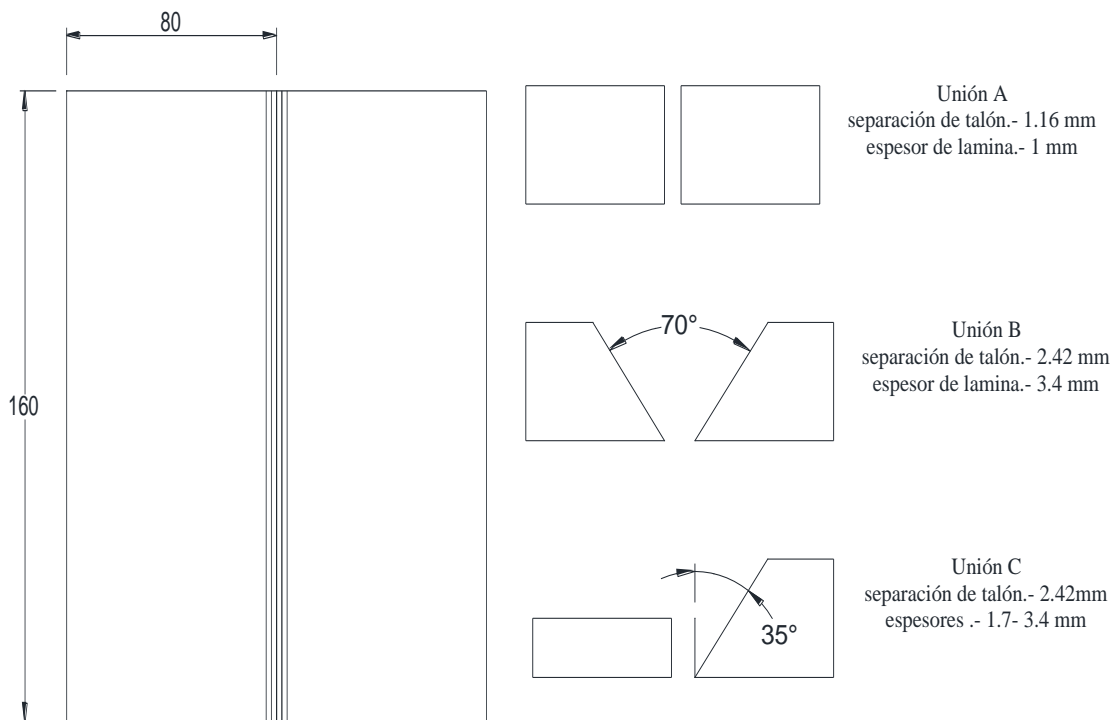 80
160
Unión A
separación de talón.- 1.16 mm
espesor de lamina.- 1 mm
70°
Unión B
separación de talón.- 2.42 mm
espesor de lamina.- 3.4 mm
35°
Unión C
separación de talón.- 2.42mm
espesores .- 1.7- 3.4 mm